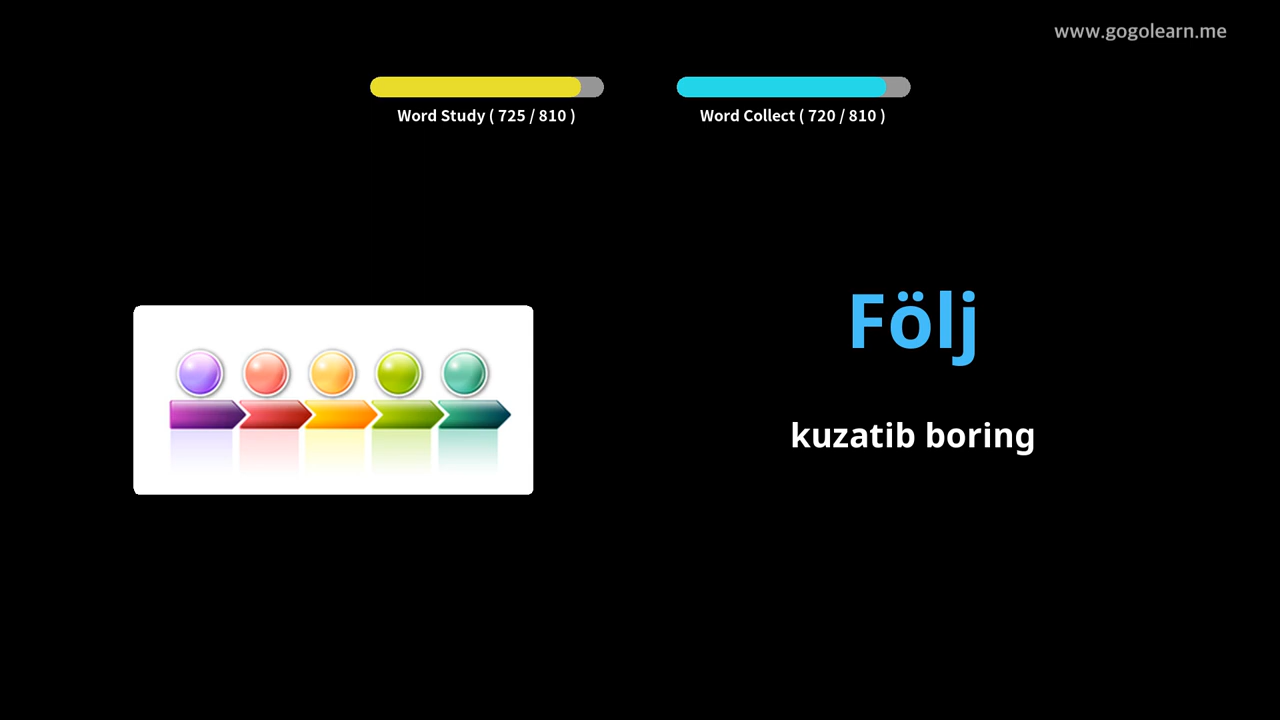 www.gogolearn.me
Word Study ( 725 / 810 )
Word Collect ( 720 / 810 )
Följ
kuzatib boring